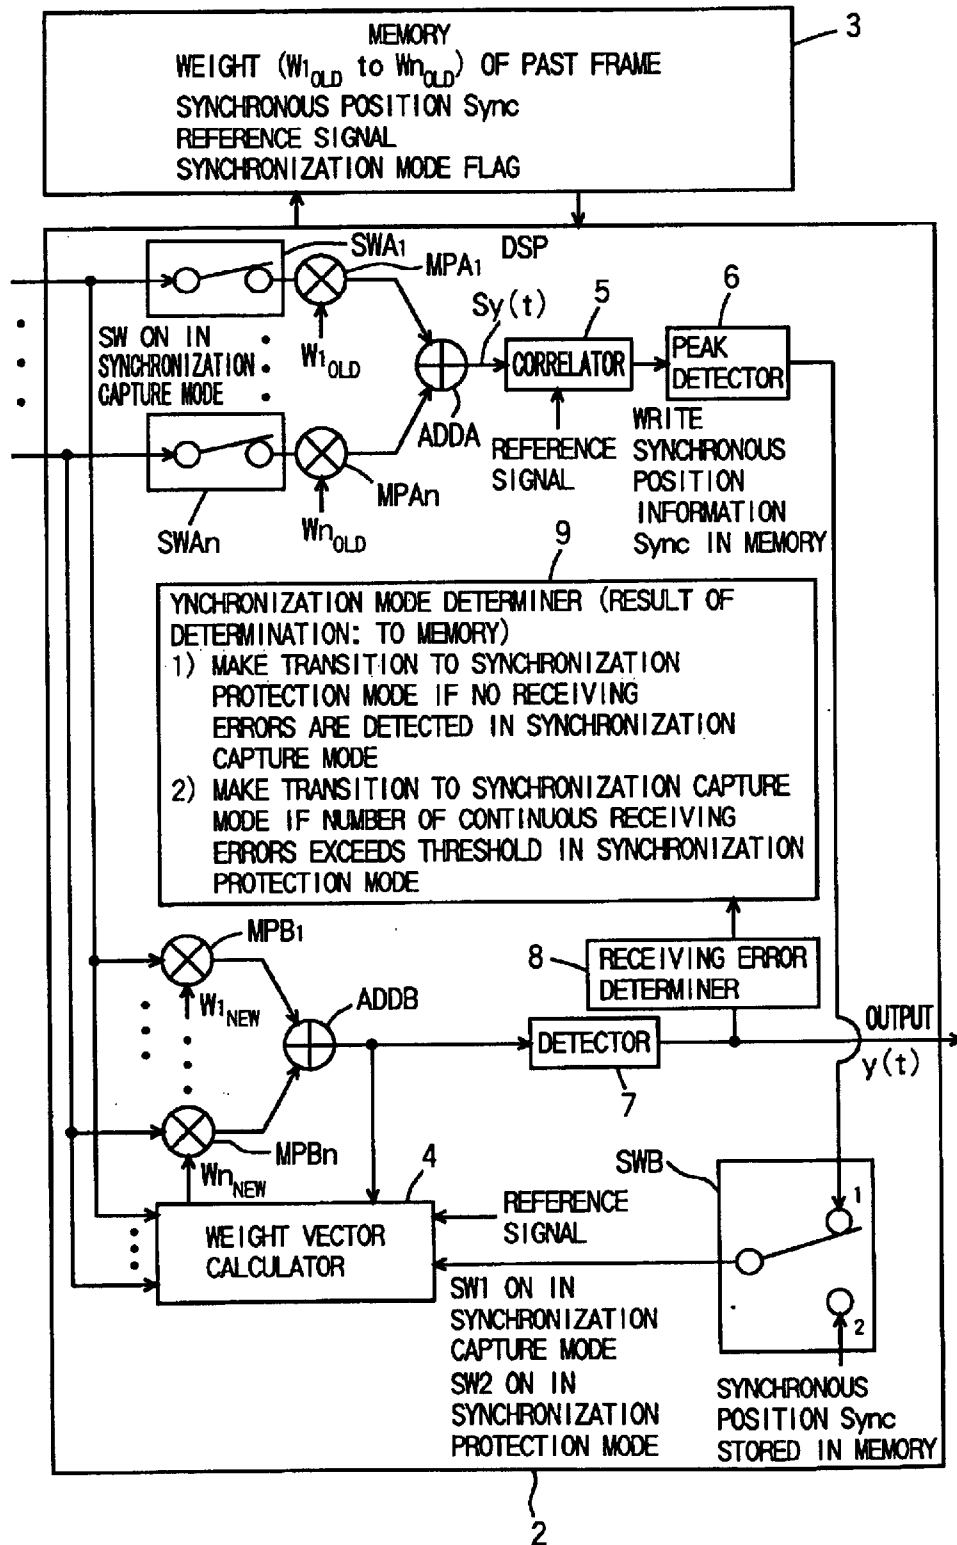 3
MEMORY
WEIGHT (W1OLD to WnOLD) OF PAST FRAME
SYNCHRONOUS POSITION Sync
REFERENCE SIGNAL
SYNCHRONIZATION MODE FLAG
DSP
SWA1
MPA1
SW ON IN
SYNCHRONIZATION
CAPTURE MODE
W1OLD
ADDA
Sy(t)
5
CORRELATOR
6
PEAK
DETECTOR
REFERENCE
SIGNAL
WRITE
SYNCHRONOUS
POSITION
INFORMATION
Sync IN MEMORY
SWAn
MPAn
WnOLD
9
YNCHRONIZATION MODE DETERMINER (RESULT OF
DETERMINATION: TO MEMORY)
1) MAKE TRANSITION TO SYNCHRONIZATION
PROTECTION MODE IF NO RECEIVING
ERRORS ARE DETECTED IN SYNCHRONIZATION
CAPTURE MODE
2) MAKE TRANSITION TO SYNCHRONIZATION CAPTURE
MODE IF NUMBER OF CONTINUOUS RECEIVING
ERRORS EXCEEDS THRESHOLD IN SYNCHRONIZATION
PROTECTION MODE
MPB1
W1NEW
ADDB
8
RECEIVING ERROR
DETERMINER
DETECTOR
7
OUTPUT
y(t)
MPBn
WnNEW
4
WEIGHT VECTOR
CALCULATOR
REFERENCE
SIGNAL
SWB
1
2
SW1 ON IN
SYNCHRONIZATION
CAPTURE MODE
SW2 ON IN
SYNCHRONIZATION
PROTECTION MODE
SYNCHRONOUS
POSITION Sync
STORED IN MEMORY
2